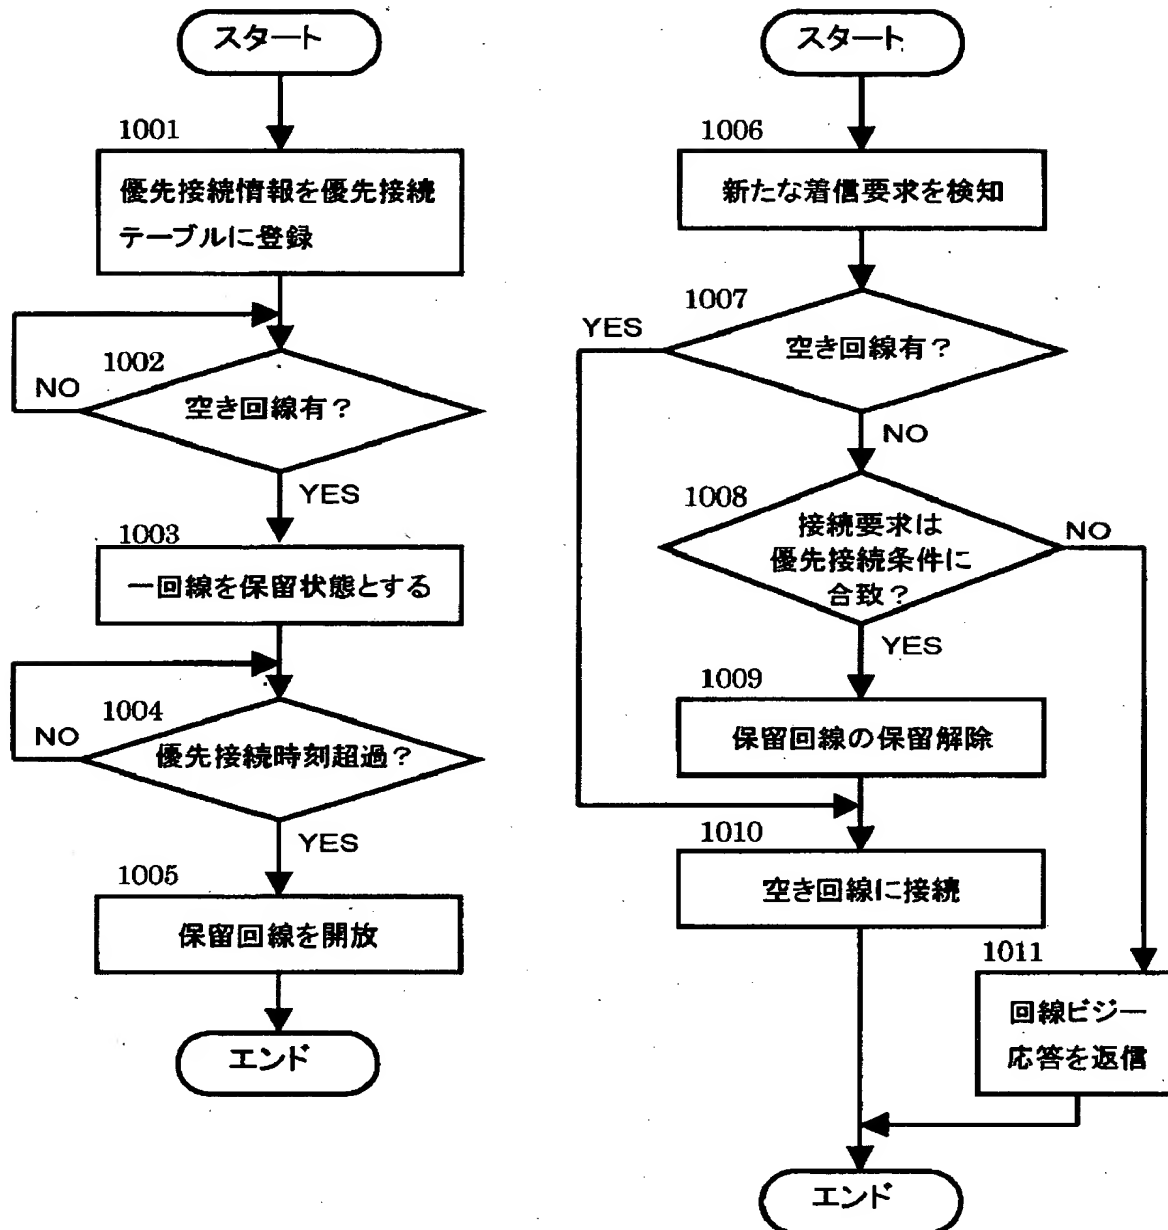 スタート
1001
優先接続情報を優先接続
テーブルに登録
1002
NO
空き回線有？
YES
1003
一回線を保留状態とする
1004
NO
優先接続時刻超過？
YES
1005
保留回線を開放
エンド
スタート
1006
新たな着信要求を検知
1007
YES
空き回線有？
NO
1008
接続要求は
優先接続条件に
合致？
NO
YES
1009
保留回線の保留解除
1010
空き回線に接続
1011
回線ビジー
応答を返信
エンド